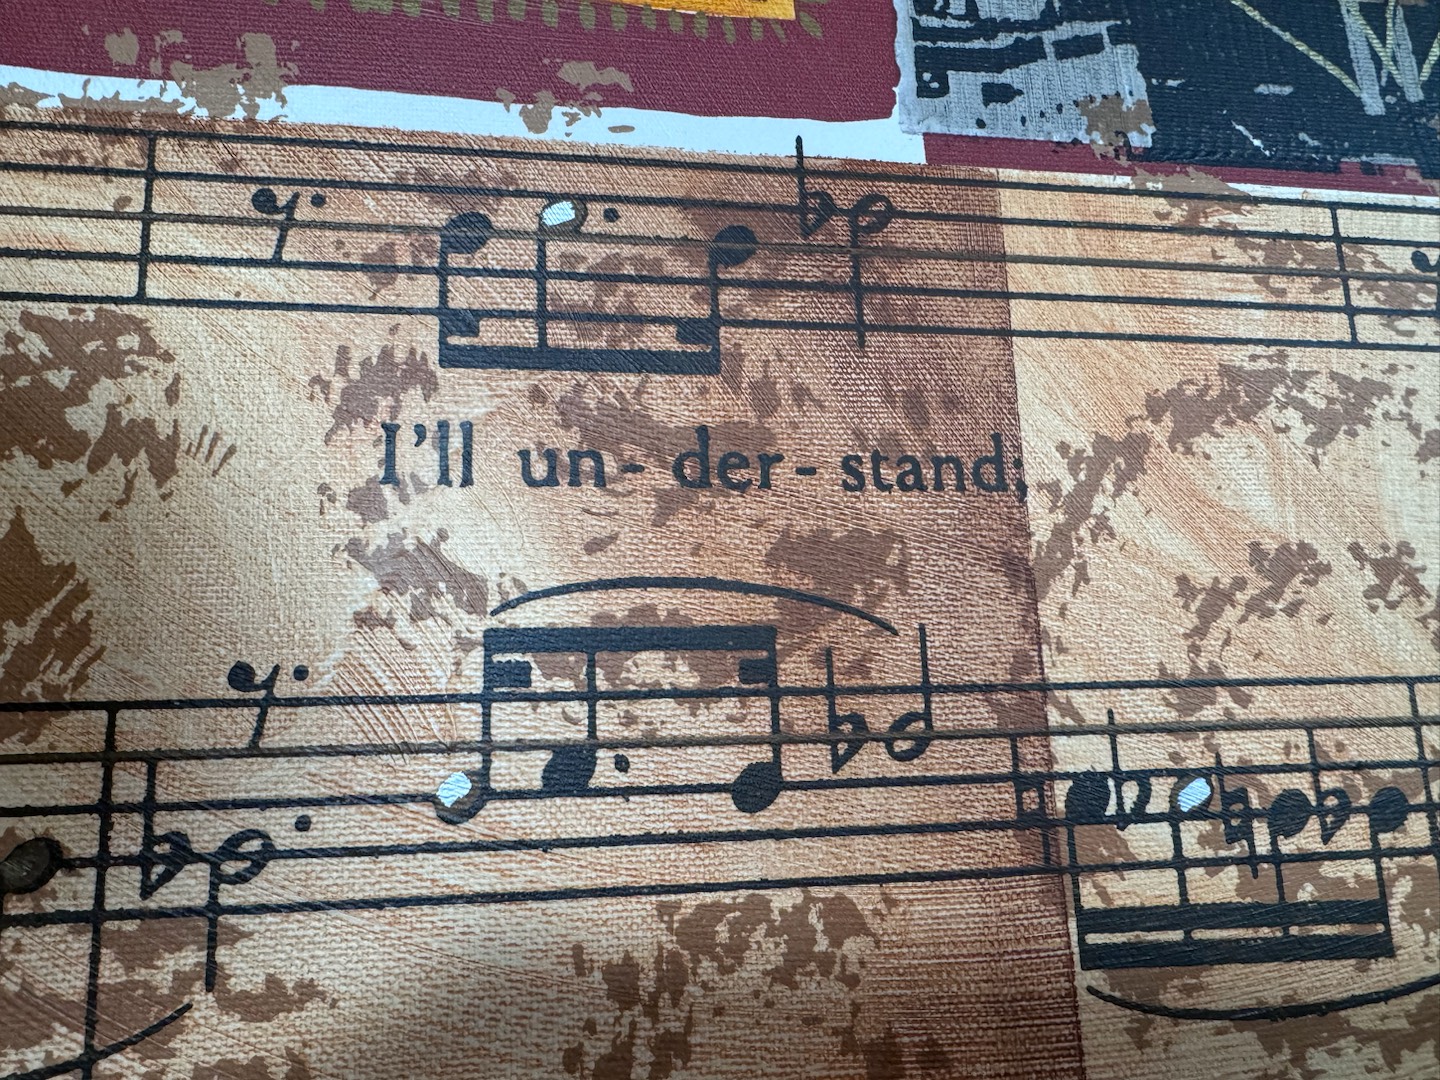 I'll un- der- stand;